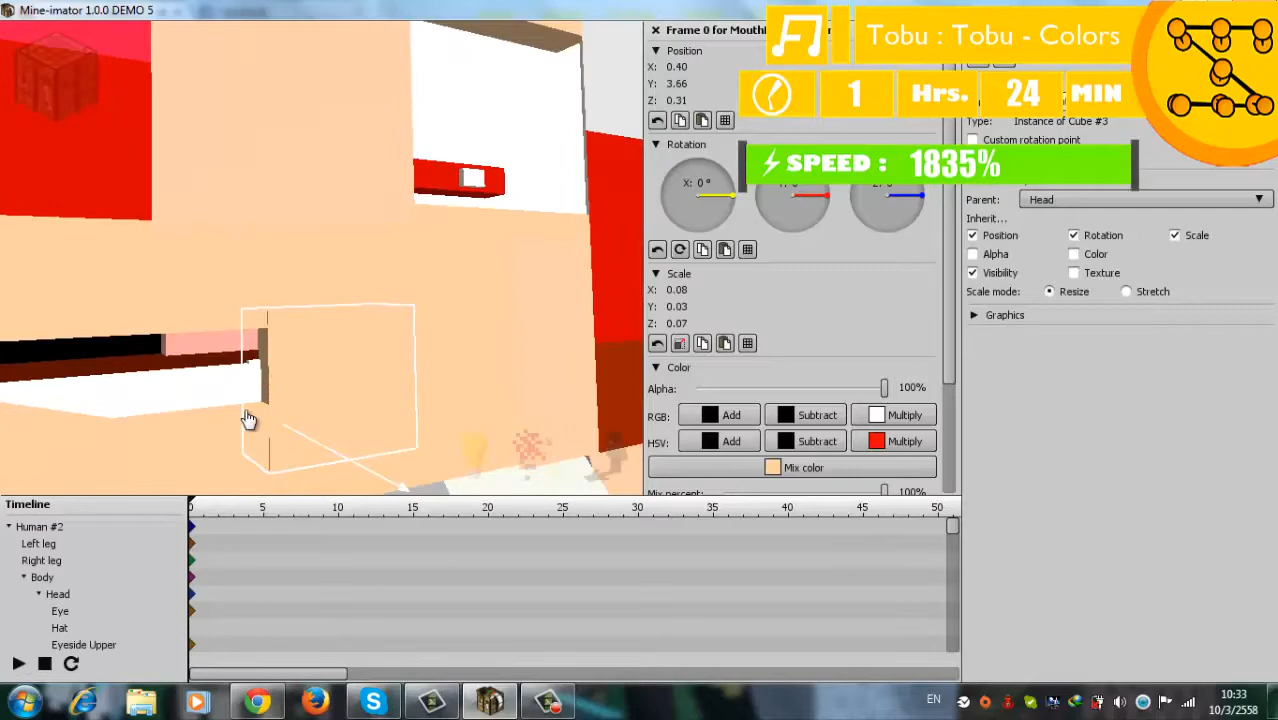 Mine-imator 1.0.0 DEMO 5
Tobu : Tobu - Colors
1 Hrs. 24 MIN
SPEED : 1835%
Frame 0 for Mouth
Position
X: 0.40
Y: 3.66
Z: 0.31
Rotation
X: 0°
Scale
X: 0.08
Y: 0.03
Z: 0.07
Color
Alpha: 100%
RGB: Add Subtract Multiply
HSV: Add Subtract Multiply
Mix color
Mix percent: 100%
Type: Instance of Cube #3
Custom rotation point
Parent: Head
Inherit...
Position Rotation Scale
Alpha Color
Visibility Texture
Scale mode: Resize Stretch
Graphics
Timeline
0 5 10 15 20 25 30 35 40 45 50
Human #2
Left leg
Right leg
Body
Head
Eye
Hat
Eyeside Upper
EN
10:33
10/3/2558